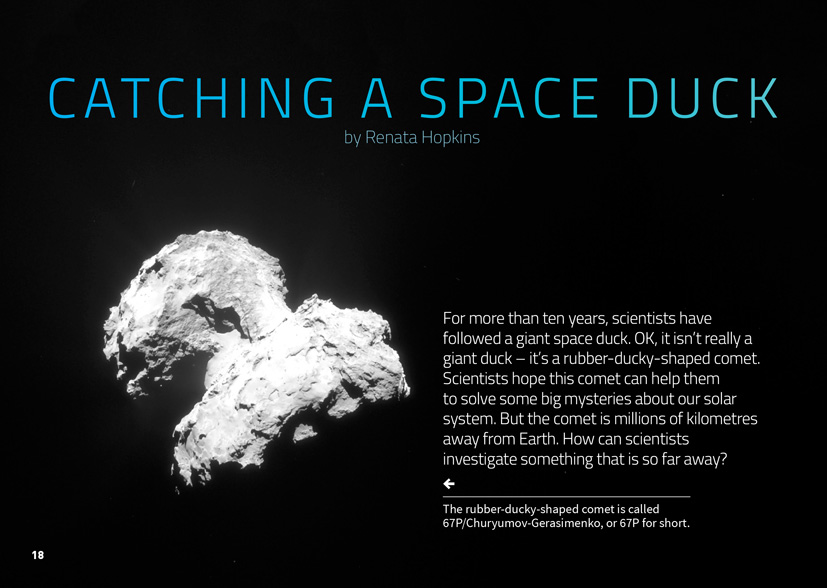 CATCHING A SPACE DUCK
by Renata Hopkins
For more than ten years, scientists have
followed a giant space duck. OK, it isn’t really a
giant duck – it’s a rubber-ducky-shaped comet.
Scientists hope this comet can help them
to solve some big mysteries about our solar
system. But the comet is millions of kilometres
away from Earth. How can scientists
investigate something that is so far away?
The rubber-ducky-shaped comet is called
67P/Churyumov-Gerasimenko, or 67P for short.
18